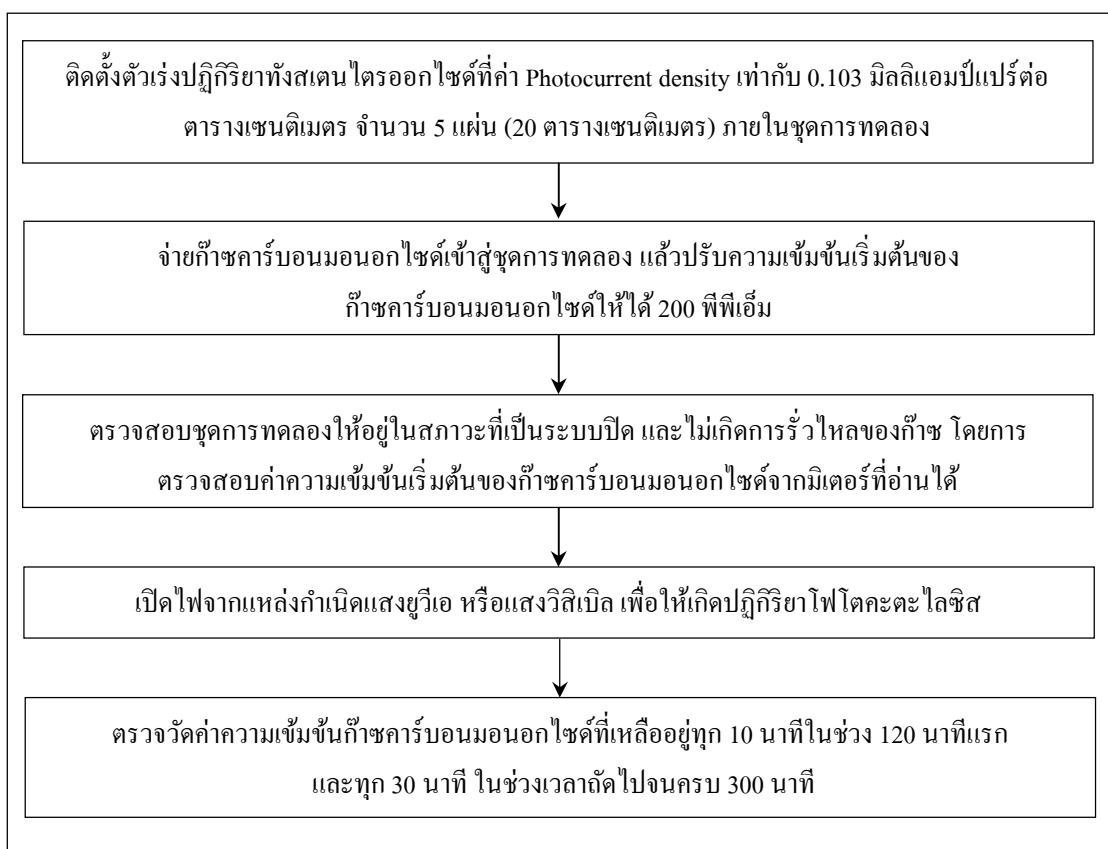 ติดตั้งตัวเร่งปฏิกิริยาทังสเตนไตรออกไซด์ที่ค่า Photocurrent density เท่ากับ 0.103 มิลลิแอมป์แปร์ต่อ
ตารางเซนติเมตร จำนวน 5 แผ่น (20 ตารางเซนติเมตร) ภายในชุดการทดลอง
จ่ายก๊าซคาร์บอนมอนอกไซด์เข้าสู่ชุดการทดลอง แล้วปรับความเข้มข้นเริ่มต้นของ
ก๊าซคาร์บอนมอนอกไซด์ให้ได้ 200 พีพีเอ็ม
ตรวจสอบชุดการทดลองให้อยู่ในสภาวะที่เป็นระบบปิด และไม่เกิดการรั่วไหลของก๊าซ โดยการ
ตรวจสอบค่าความเข้มข้นเริ่มต้นของก๊าซคาร์บอนมอนอกไซด์จากมิเตอร์ที่อ่านได้
เปิดไฟจากแหล่งกำเนิดแสงยูวีเอ หรือแสงวิสิเบิล เพื่อให้เกิดปฏิกิริยาโฟโตคะตะไลซิส
ตรวจวัดค่าความเข้มข้นก๊าซคาร์บอนมอนอกไซด์ที่เหลืออยู่ทุก 10 นาทีในช่วง 120 นาทีแรก
และทุก 30 นาที ในช่วงเวลาถัดไปจนครบ 300 นาที